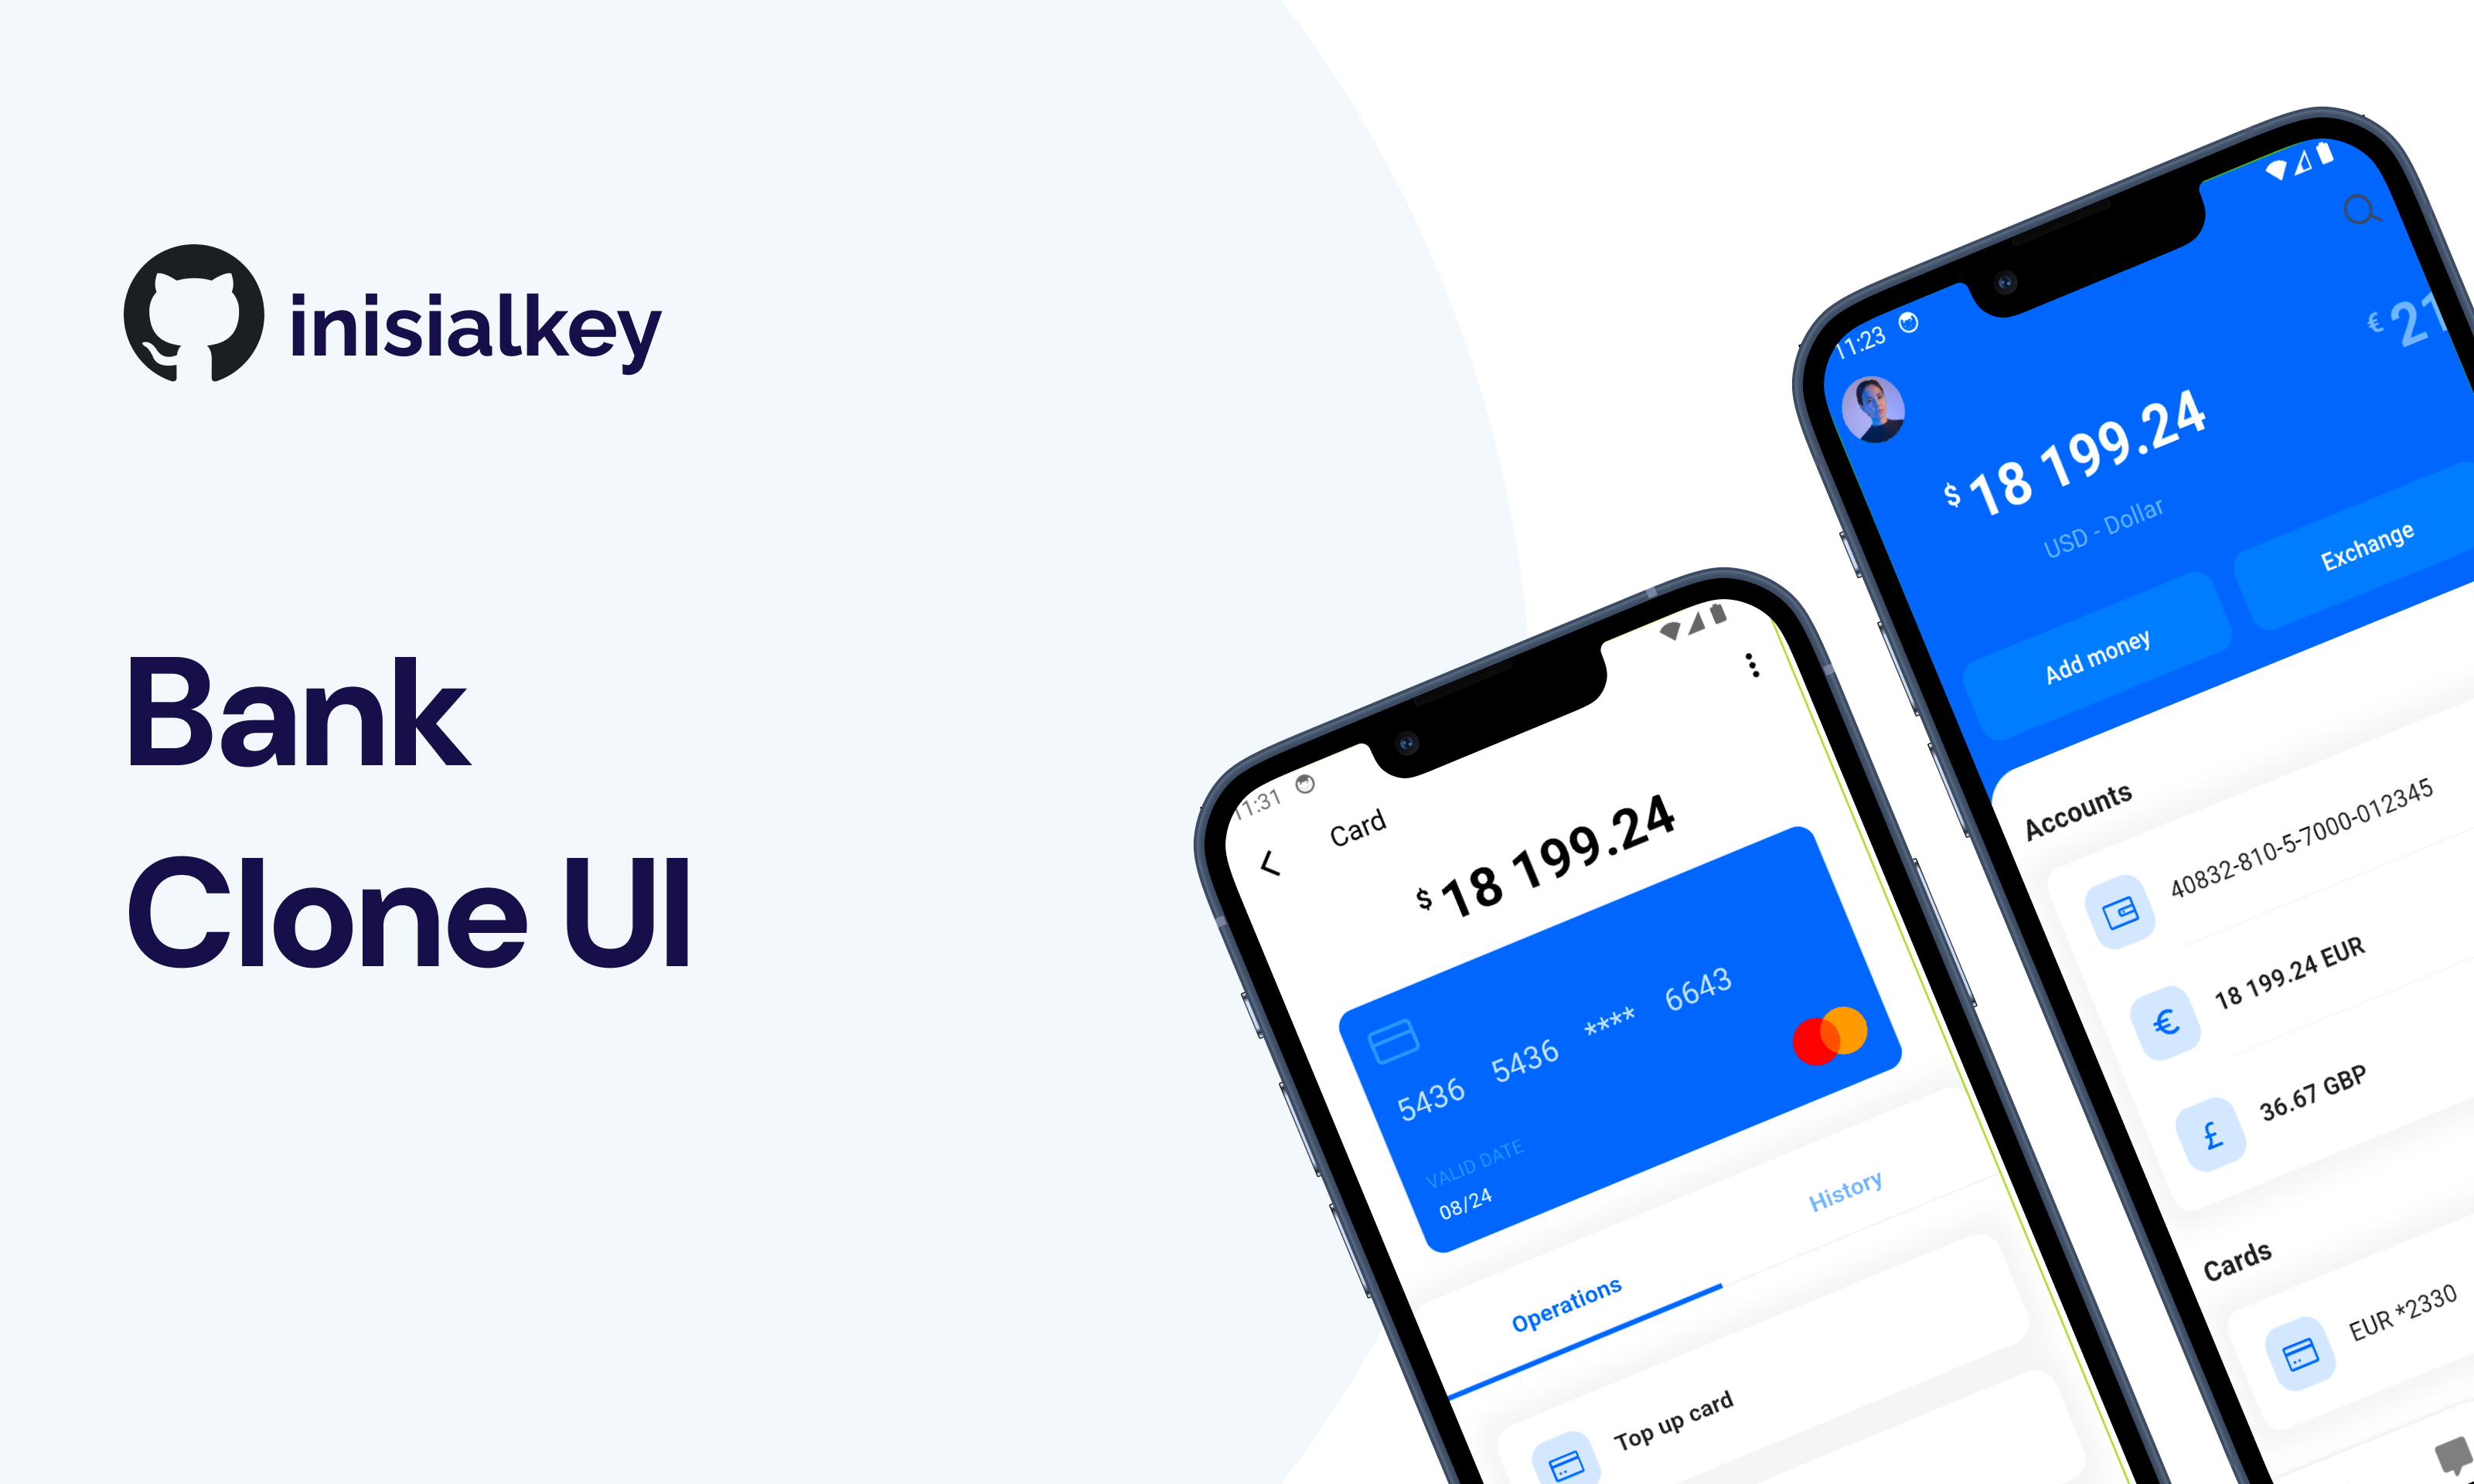 inisialkey
Bank
Clone UI
11:31
Card
$ 18 199.24
5436 5436 **** 6643
VALID DATE
08/24
Operations History
Top up card
11:23
$ 18 199.24
€ 21
USD - Dollar
Add money Exchange
Accounts
40832-810-5-7000-012345
€ 18 199.24 EUR
£ 36.67 GBP
Cards
EUR *2330